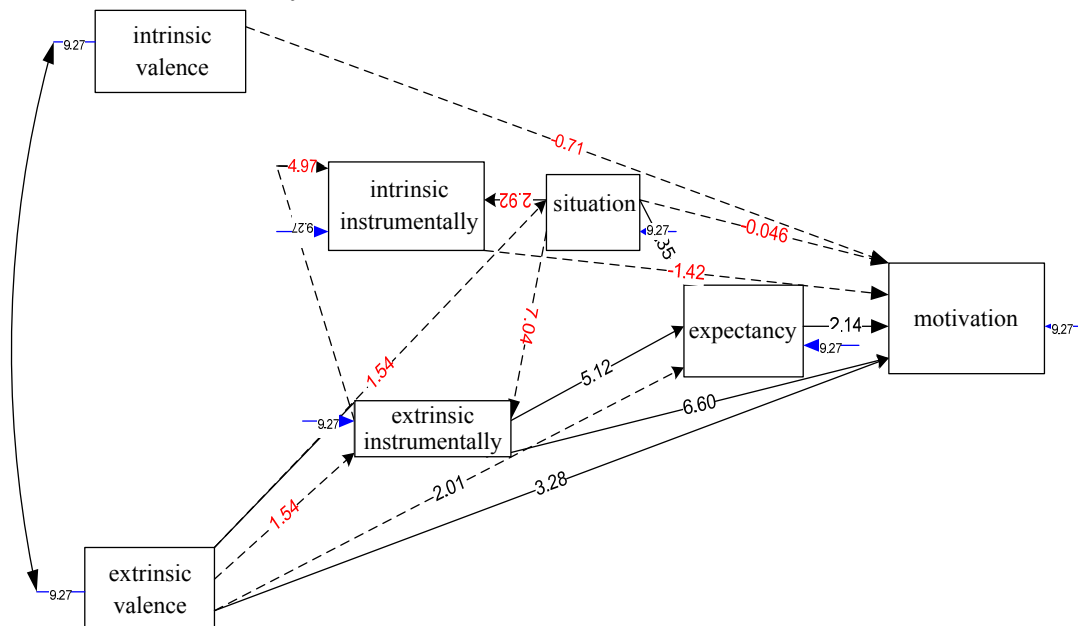 intrinsic
valence
9.27
-0.71
-4.97
intrinsic
instrumentally
9.27
2.92
situation
9.27
-0.046
-1.42
7.04
expectancy
9.27
2.14
motivation
9.27
1.54
5.12
extrinsic
instrumentally
9.27
6.60
1.54
2.01
3.28
extrinsic
valence
9.27